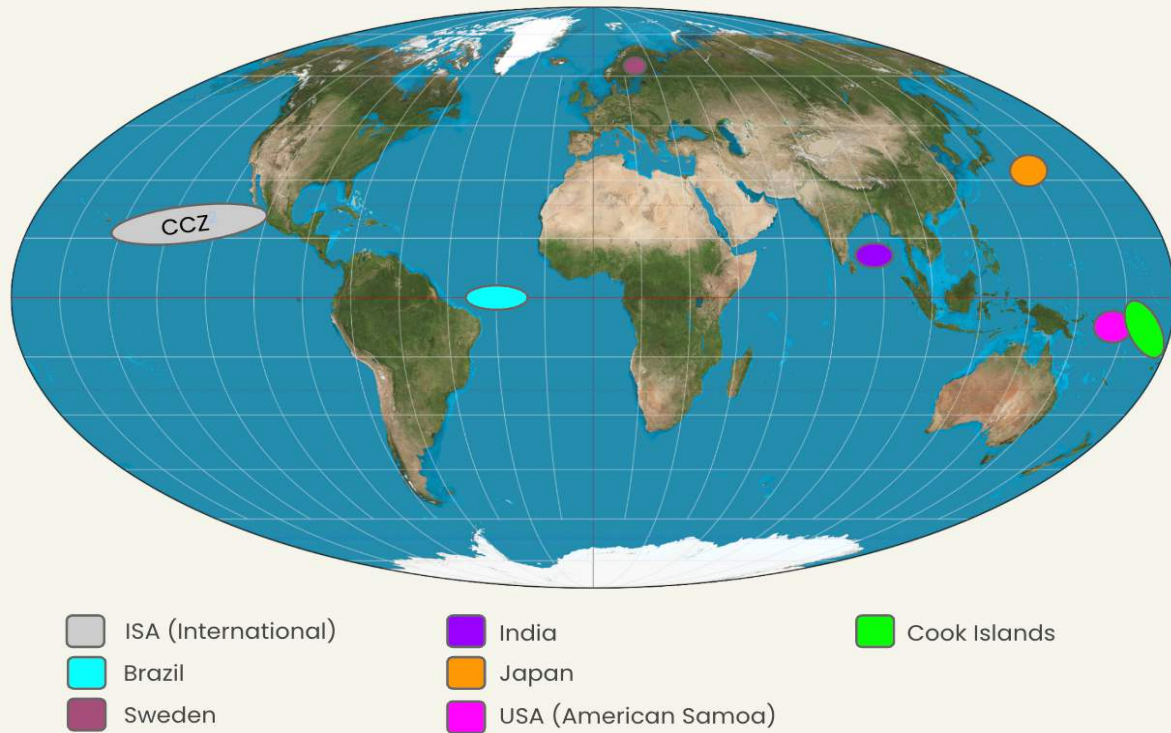 CCZ
ISA (International)
India
Cook Islands
Brazil
Japan
Sweden
USA (American Samoa)